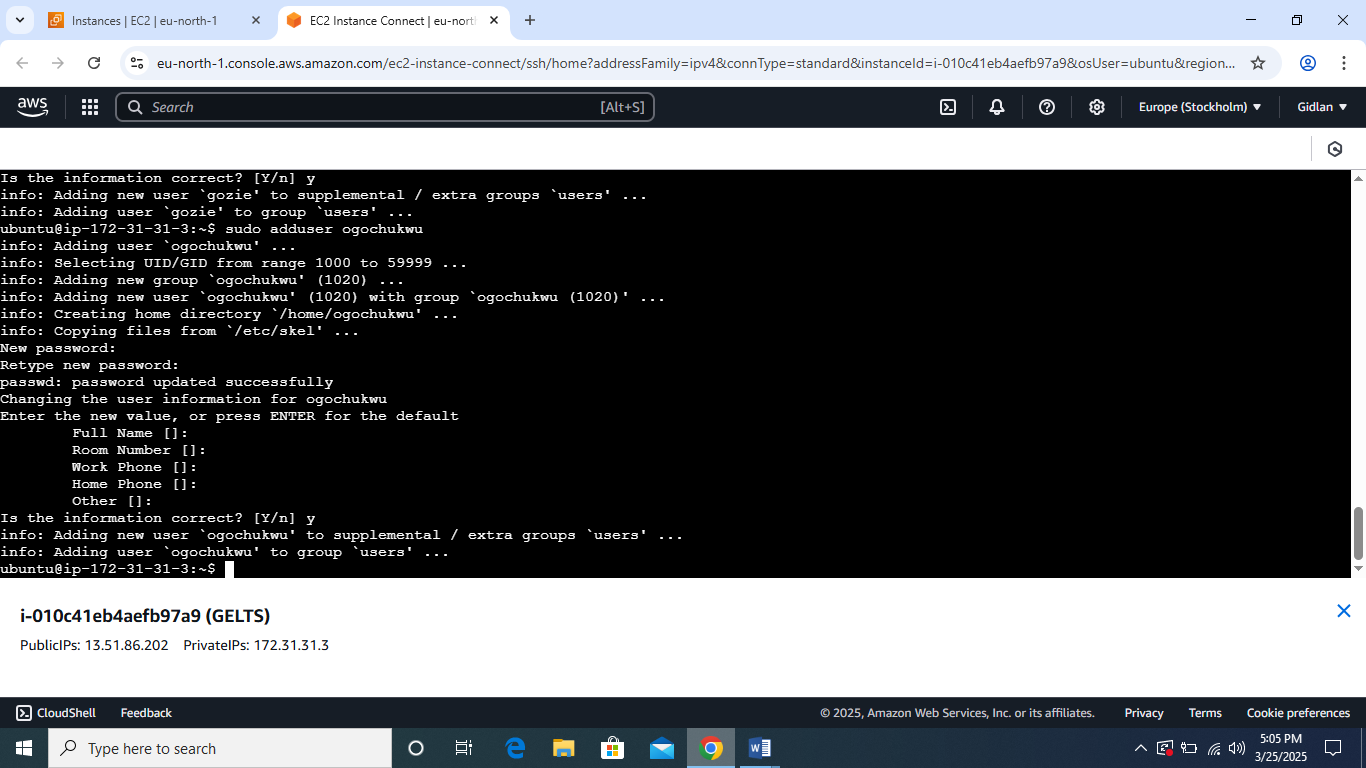 Instances | EC2 | eu-north-1
EC2 Instance Connect | eu-nort
eu-north-1.console.aws.amazon.com/ec2-instance-connect/ssh/home?addressFamily=ipv4&connType=standard&instanceId=i-010c41eb4aefb97a9&osUser=ubuntu&region...
aws
Search
[Alt+S]
Europe (Stockholm)
Gidlan
Is the information correct? [Y/n] y
info: Adding new user `gozie' to supplemental / extra groups `users' ...
info: Adding user `gozie' to group `users' ...
ubuntu@ip-172-31-31-3:~$ sudo adduser ogochukwu
info: Adding user `ogochukwu' ...
info: Selecting UID/GID from range 1000 to 59999 ...
info: Adding new group `ogochukwu' (1020) ...
info: Adding new user `ogochukwu' (1020) with group `ogochukwu (1020)' ...
info: Creating home directory `/home/ogochukwu' ...
info: Copying files from `/etc/skel' ...
New password:
Retype new password:
passwd: password updated successfully
Changing the user information for ogochukwu
Enter the new value, or press ENTER for the default
Full Name []:
Room Number []:
Work Phone []:
Home Phone []:
Other []:
Is the information correct? [Y/n] y
info: Adding new user `ogochukwu' to supplemental / extra groups `users' ...
info: Adding user `ogochukwu' to group `users' ...
ubuntu@ip-172-31-31-3:~$
i-010c41eb4aefb97a9 (GELTS)
PublicIPs: 13.51.86.202 PrivateIPs: 172.31.31.3
CloudShell
Feedback
© 2025, Amazon Web Services, Inc. or its affiliates.
Privacy
Terms
Cookie preferences
Type here to search
5:05 PM
3/25/2025